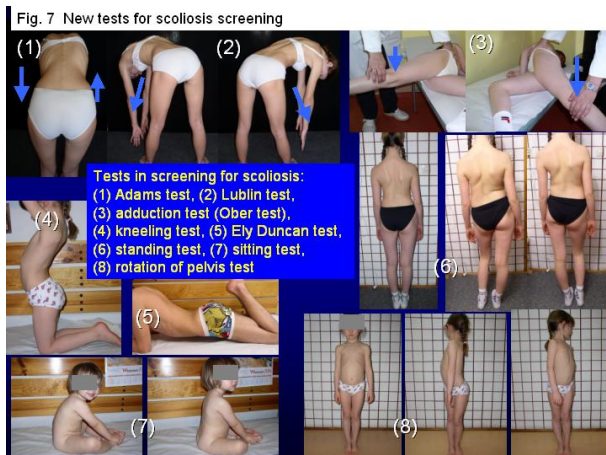 Fig. 7 New tests for scoliosis screening
(1)
(2)
(3)
Tests in screening for scoliosis:
(1) Adams test, (2) Lublin test,
(3) adduction test (Ober test),
(4) kneeling test, (5) Ely Duncan test,
(6) standing test, (7) sitting test,
(8) rotation of pelvis test
(4)
(5)
(6)
(7)
(8)